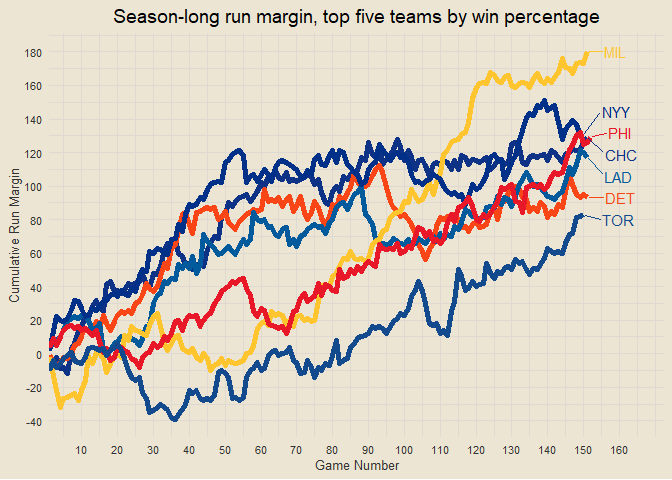 Season-long run margin, top five teams by win percentage
Cumulative Run Margin
180
160
140
120
100
80
60
40
20
0
-20
-40
MIL
NYY
PHI
CHC
LAD
DET
TOR
10 20 30 40 50 60 70 80 90 100 110 120 130 140 150 160
Game Number